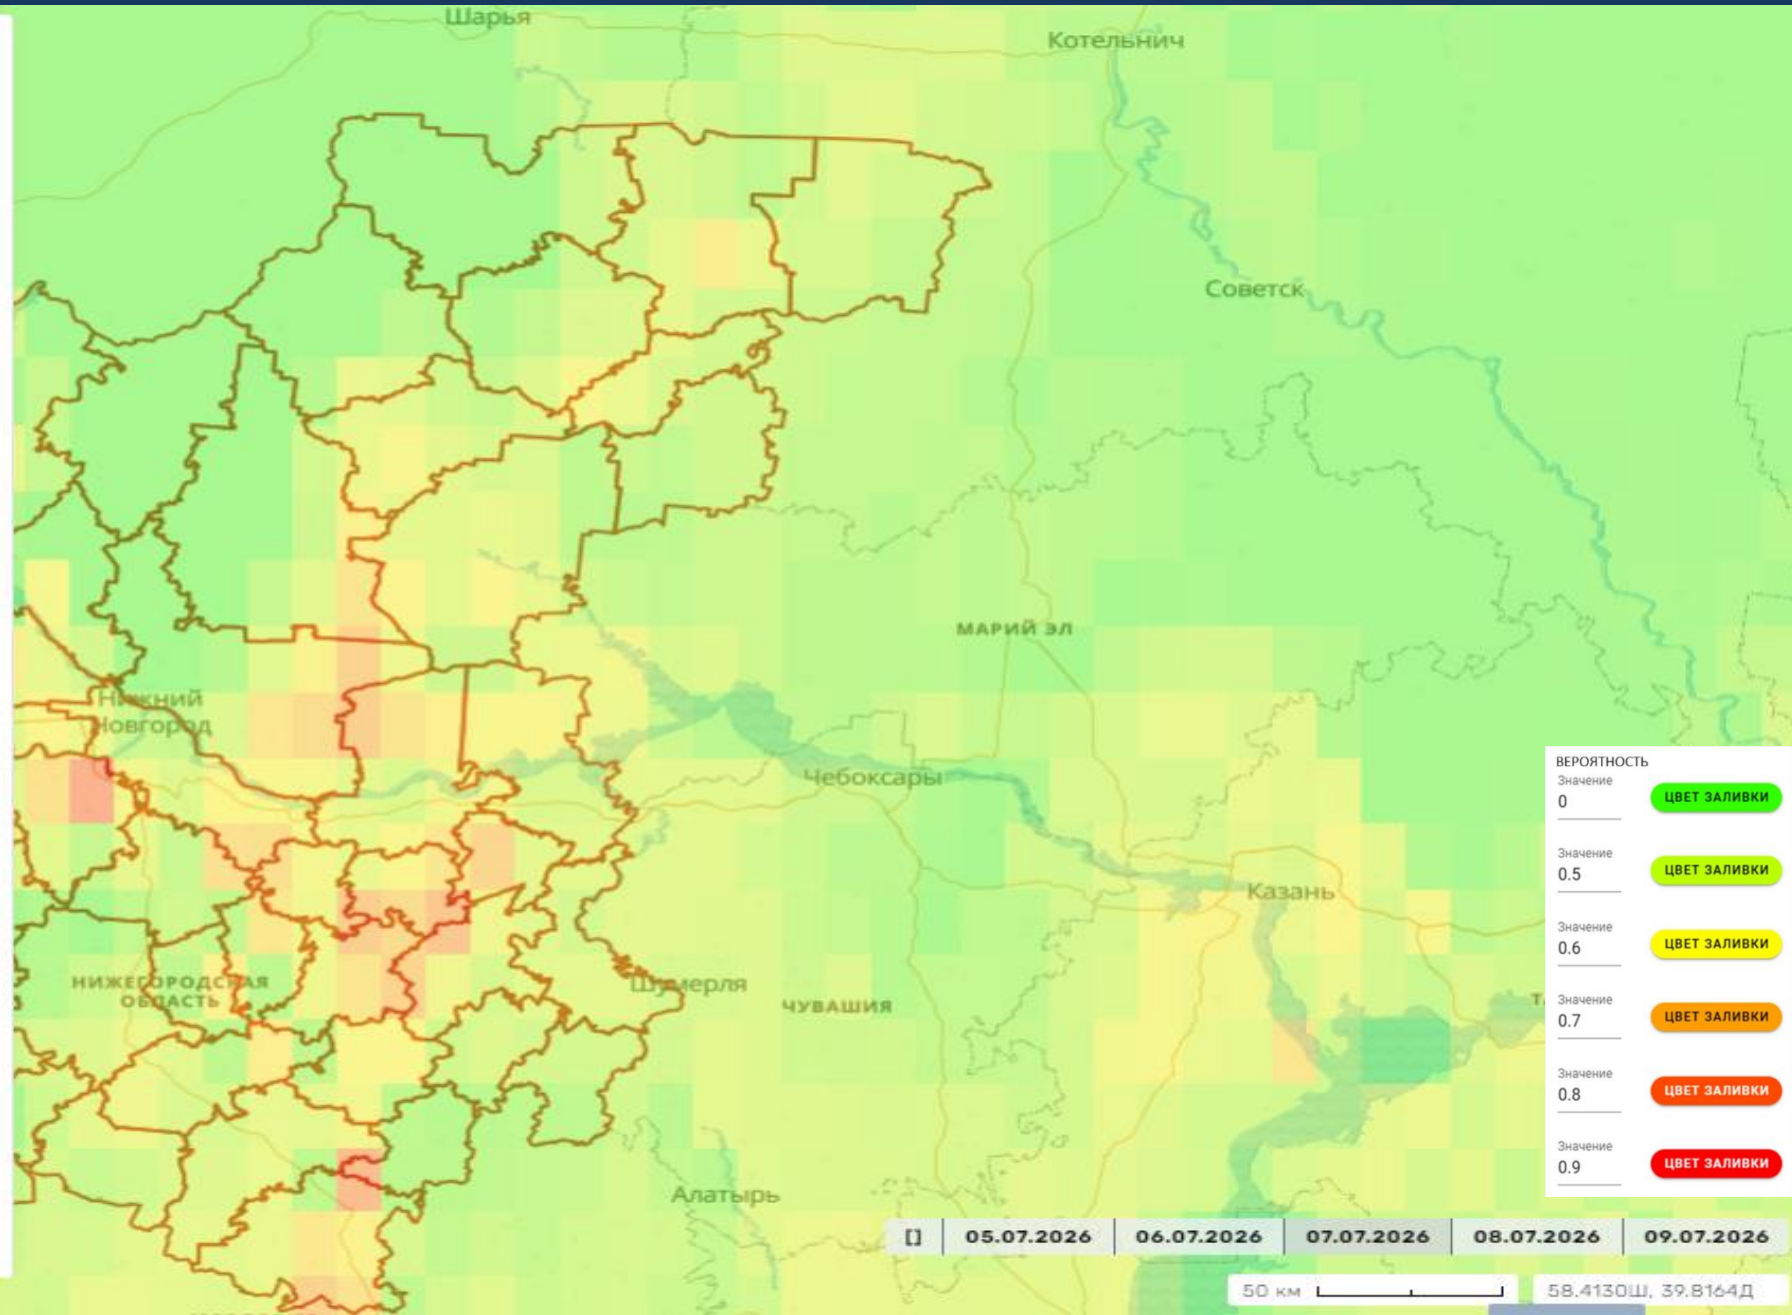 Шарья
Котельнич
Советск
МАРИЙ ЭЛ
Нижний
Новгород
Чебоксары
Казань
НИЖЕГОРОДСКАЯ
ОБЛАСТЬ
Шумерля
ЧУВАШИЯ
Алатырь
ВЕРОЯТНОСТЬ
Значение
0
ЦВЕТ ЗАЛИВКИ
Значение
0.5
ЦВЕТ ЗАЛИВКИ
Значение
0.6
ЦВЕТ ЗАЛИВКИ
Значение
0.7
ЦВЕТ ЗАЛИВКИ
Значение
0.8
ЦВЕТ ЗАЛИВКИ
Значение
0.9
ЦВЕТ ЗАЛИВКИ
[] 05.07.2026 06.07.2026 07.07.2026 08.07.2026 09.07.2026
50 км
58.4130Ш, 39.8164Д